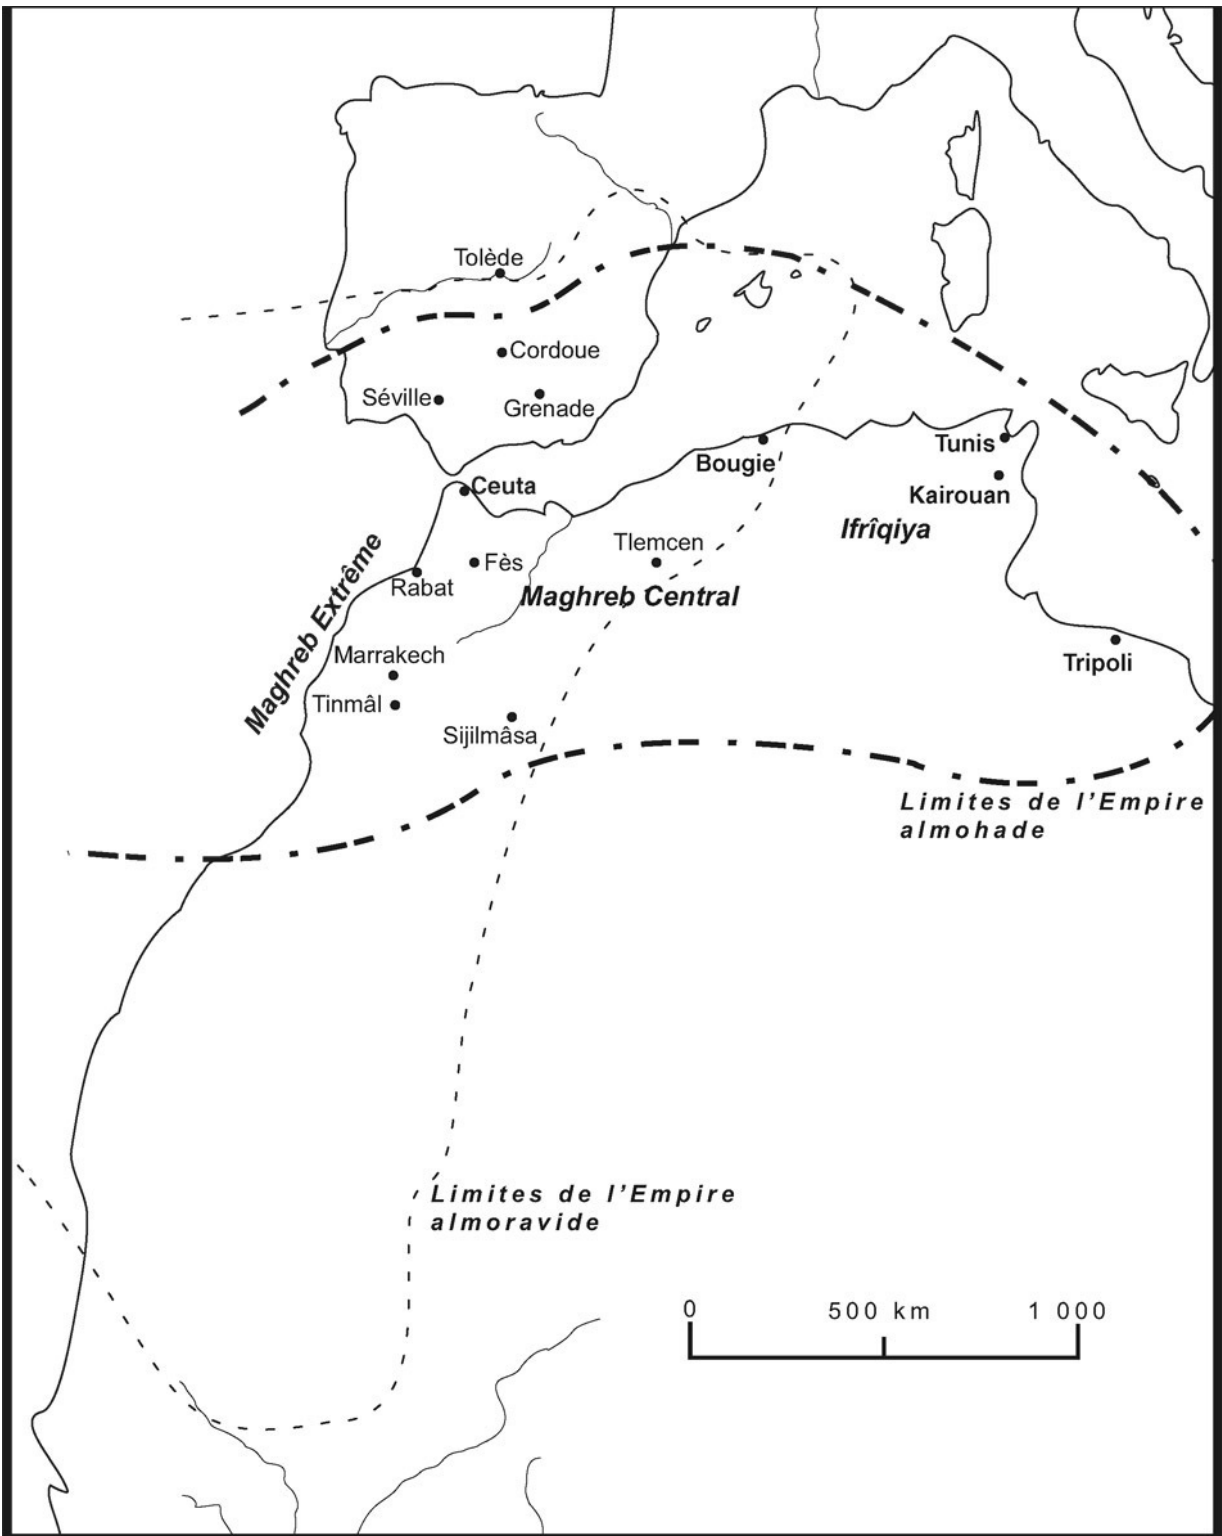 Tolède
Cordoue
Séville
Grenade
Tunis
Bougie
Ceuta
Kairouan
Ifrîqiya
Tlemcen
Fès
Rabat
Maghreb Central
Maghreb Extrême
Marrakech
Tripoli
Tinmâl
Sijilmâsa
Limites de l’Empire
almohade
Limites de l’Empire
almoravide
0 500 km 1 000